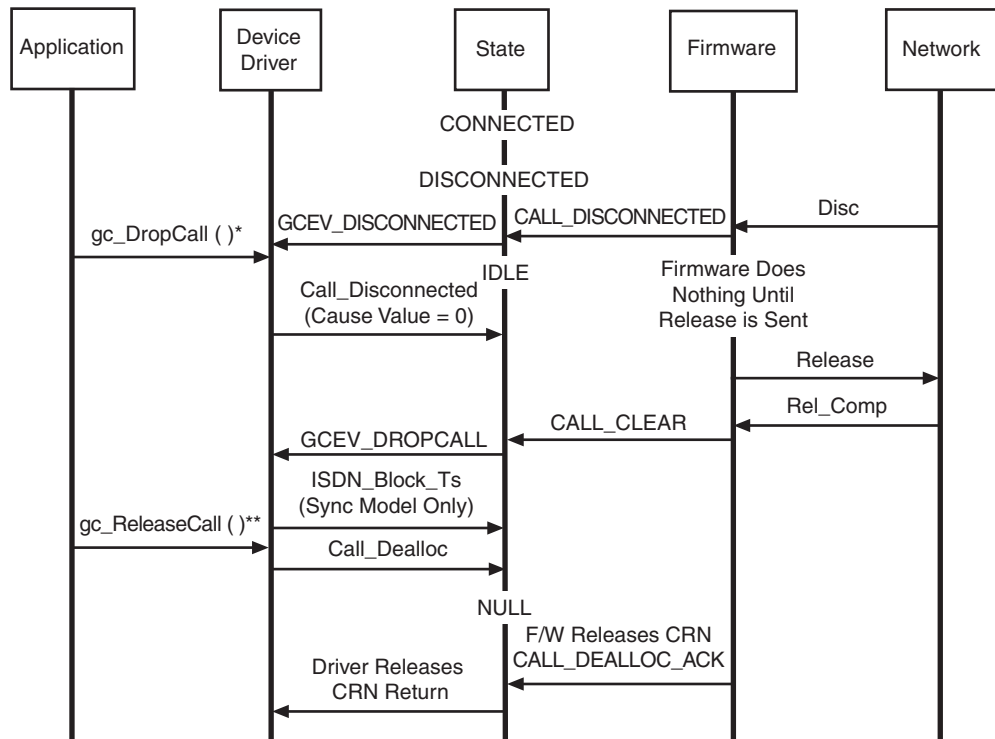 Application
Device
Driver
State
Firmware
Network
CONNECTED
DISCONNECTED
Disc
CALL_DISCONNECTED
GCEV_DISCONNECTED
gc_DropCall ( )*
IDLE
Firmware Does
Nothing Until
Release is Sent
Call_Disconnected
(Cause Value = 0)
Release
Rel_Comp
CALL_CLEAR
GCEV_DROPCALL
ISDN_Block_Ts
(Sync Model Only)
gc_ReleaseCall ( )**
Call_Dealloc
NULL
F/W Releases CRN
CALL_DEALLOC_ACK
Driver Releases
CRN Return